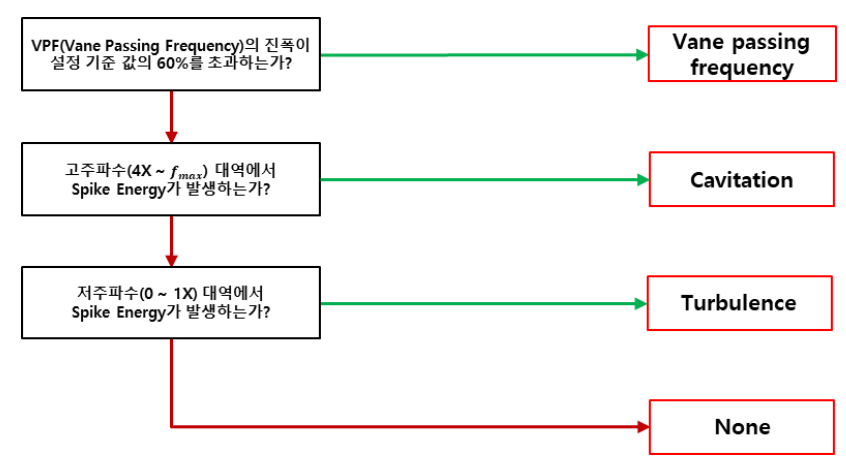 VPF(Vane Passing Frequency)의 진폭이
설정 기준 값의 60%를 초과하는가?
Vane passing
frequency
고주파수(4X ~ f_max) 대역에서
Spike Energy가 발생하는가?
Cavitation
저주파수(0 ~ 1X) 대역에서
Spike Energy가 발생하는가?
Turbulence
None